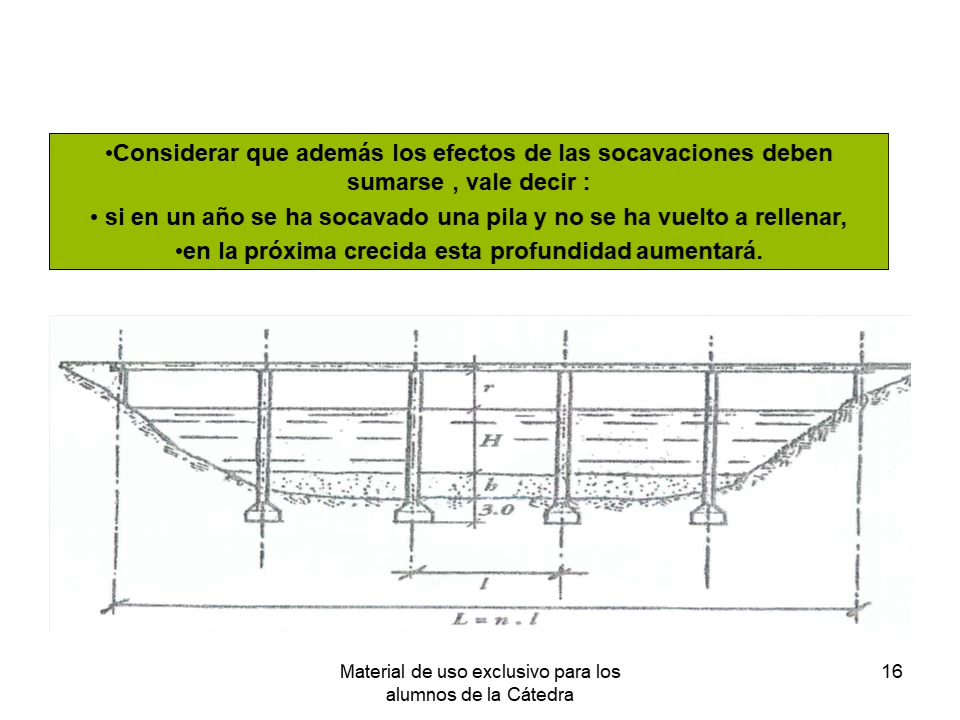 •Considerar que además los efectos de las socavaciones deben
sumarse , vale decir :
• si en un año se ha socavado una pila y no se ha vuelto a rellenar,
•en la próxima crecida esta profundidad aumentará.
r
H
b
3.0
l
L = n . l
Material de uso exclusivo para los
alumnos de la Cátedra
16